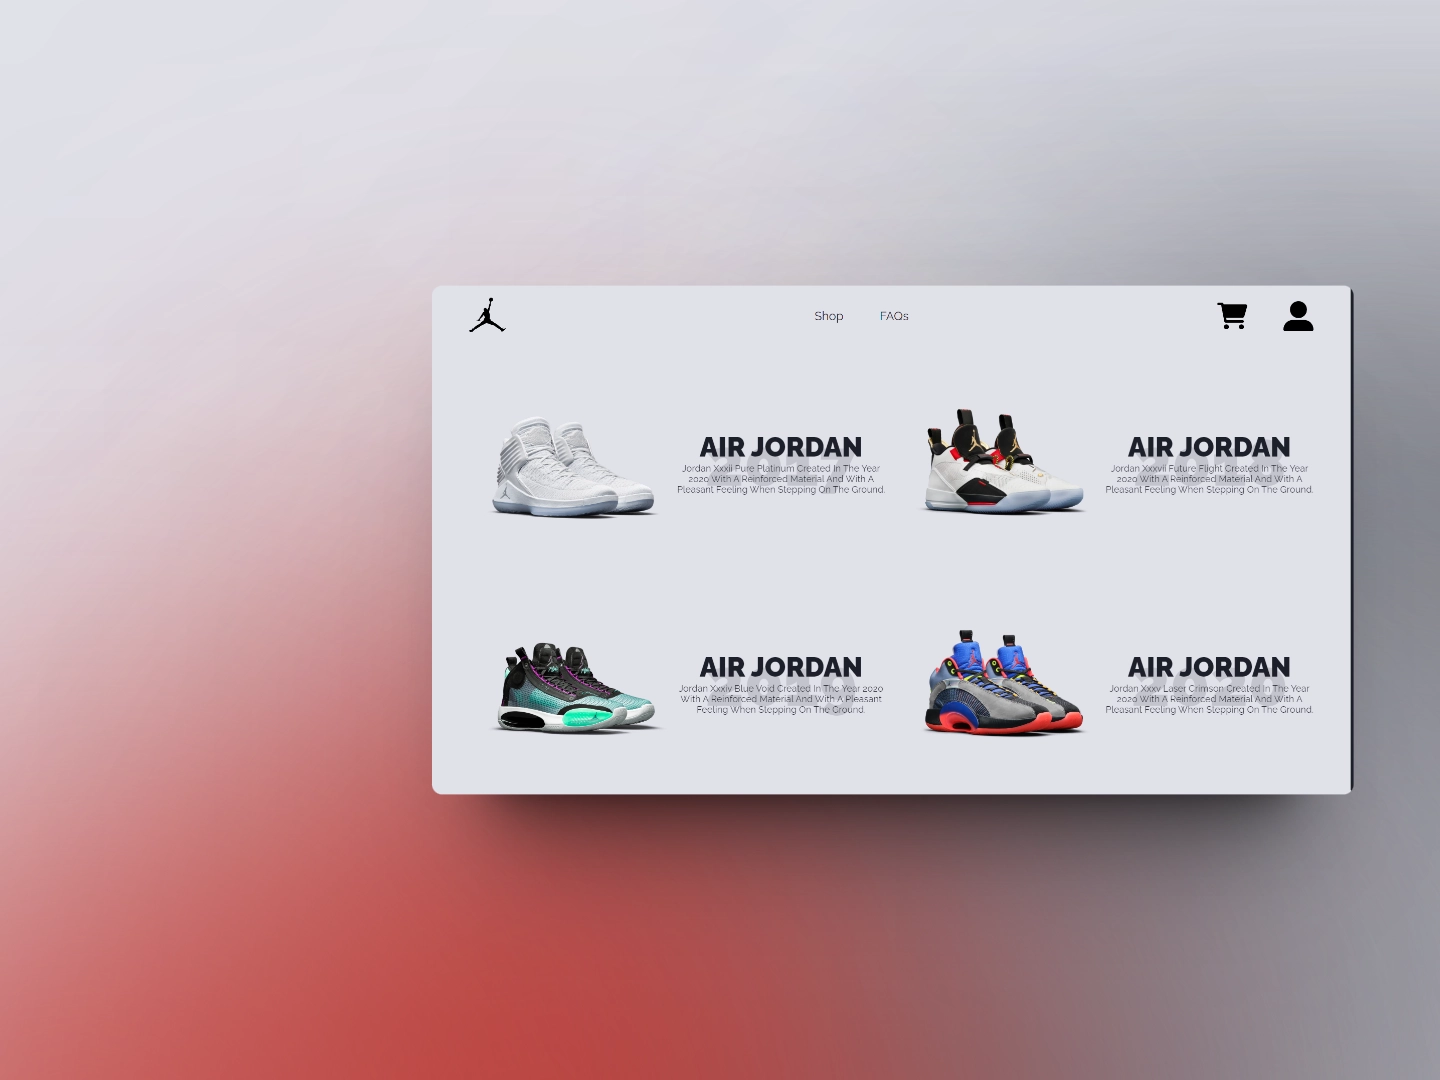 Shop FAQs
AIR JORDAN
Jordan Xxxii Pure Platinum Created In The Year
2020 With A Reinforced Material And With A
Pleasant Feeling When Stepping On The Ground.
AIR JORDAN
Jordan Xxxvii Future Flight Created In The Year
2020 With A Reinforced Material And With A
Pleasant Feeling When Stepping On The Ground.
AIR JORDAN
Jordan Xxxiv Blue Void Created In The Year 2020
With A Reinforced Material And With A Pleasant
Feeling When Stepping On The Ground.
AIR JORDAN
Jordan Xxxv Laser Crimson Created In The Year
2020 With A Reinforced Material And With A
Pleasant Feeling When Stepping On The Ground.